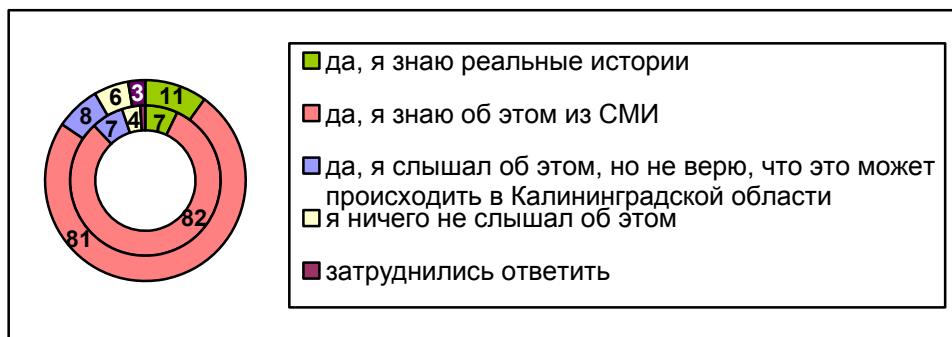 да, я знаю реальные истории
да, я знаю об этом из СМИ
да, я слышал об этом, но не верю, что это может
происходить в Калининградской области
я ничего не слышал об этом
затруднились ответить
3
6
11
8
7
4
7
82
81